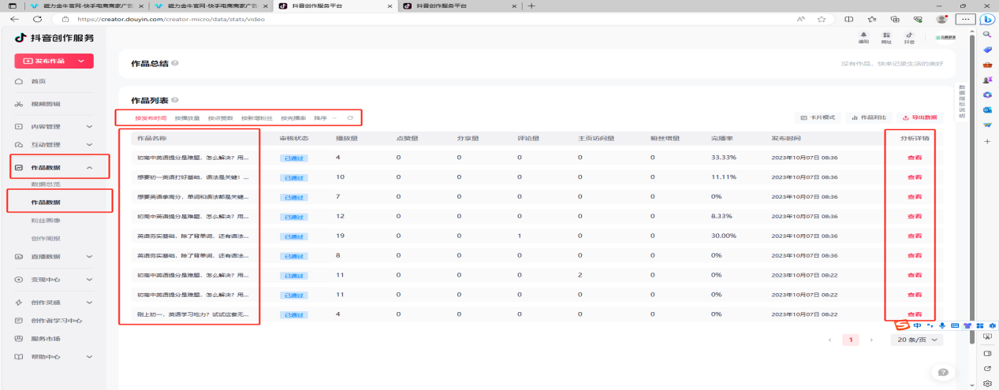 磁力金牛官网-快手电商商家广告 磁力金牛官网-快手电商商家广告 抖音创作服务平台 抖音创作服务平台
https://creator.douyin.com/creator-micro/data/stats/video
抖音创作服务
通知 网址 抖音
发布作品
首页
视频剪辑
内容管理
互动管理
作品数据
数据总览
作品数据
粉丝画像
创作周报
直播数据
变现中心
创作灵感
创作者学习中心
服务市场
帮助中心
作品总结
没有作品，快来记录生活的美好
作品列表
按发布时间 按播放量 按点赞数 按新增粉丝 按完播率 降序
卡片模式 作品对比 导出数据
作品名称 审核状态 播放量 点赞量 分享量 评论量 主页访问量 粉丝增量 完播率 发布时间 分析详情
初高中英语提分是难题，怎么解决？用... 已通过 4 0 0 0 0 0 33.33% 2023年10月07日 08:36 查看
想要初一英语打好基础，语法是关键！... 已通过 10 0 0 0 0 0 11.11% 2023年10月07日 08:36 查看
想要英语拿高分，单词和语法都是关键... 已通过 7 0 0 0 0 0 0% 2023年10月07日 08:36 查看
初高中英语提分是难题，怎么解决？用... 已通过 12 0 0 0 0 0 8.33% 2023年10月07日 08:36 查看
英语夯实基础，除了背单词，还有语法... 已通过 19 0 0 1 0 0 30.00% 2023年10月07日 08:36 查看
英语夯实基础，除了背单词，还有语法... 已通过 8 0 0 0 0 0 0% 2023年10月07日 08:36 查看
初高中英语提分是难题，怎么解决？用... 已通过 11 0 0 0 2 0 0% 2023年10月07日 08:22 查看
初高中英语提分是难题，怎么解决？用... 已通过 11 0 0 0 0 0 0% 2023年10月07日 08:22 查看
刚上初一，英语学习吃力？试试这套无... 已通过 4 0 0 0 0 0 0% 2023年10月07日 08:22 查看
中
1 20 条/页